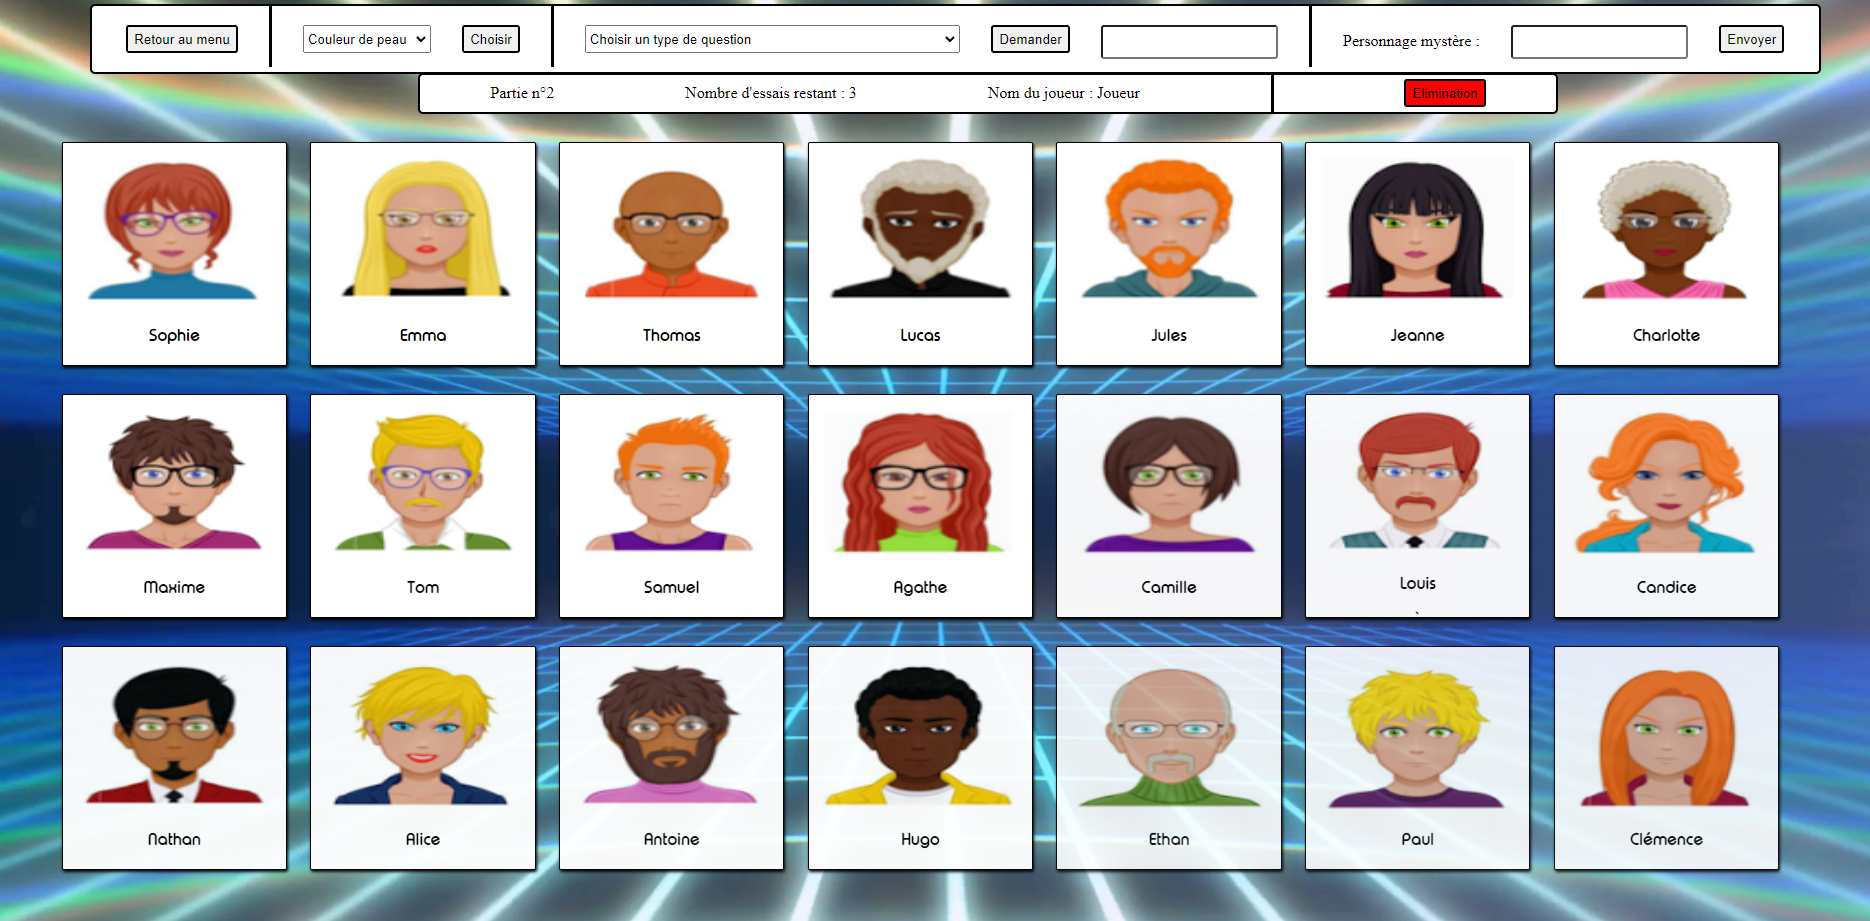 Retour au menu Couleur de peau Choisir Choisir un type de question Demander Personnage mystère : Envoyer
Partie n°2 Nombre d'essais restant : 3 Nom du joueur : Joueur Elimination
Sophie Emma Thomas Lucas Jules Jeanne Charlotte
Maxime Tom Samuel Agathe Camille Louis Candice
Nathan Alice Antoine Hugo Ethan Paul Clémence